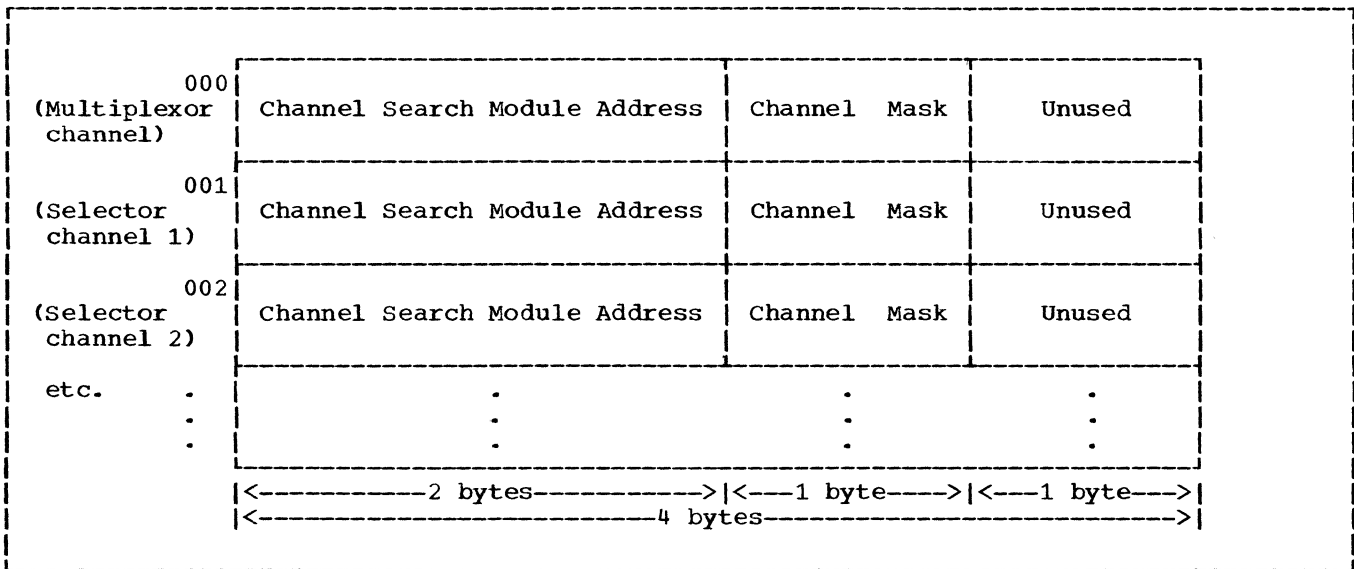 000
(Multiplexor Channel Search Module Address Channel Mask Unused
channel)
001
(Selector Channel Search Module Address Channel Mask Unused
channel 1)
002
(Selector Channel Search Module Address Channel Mask Unused
channel 2)
etc. . . . .
. . . .
. . . .
|<-----------2 bytes----------->|<---1 byte---->|<---1 byte--->|
|<--------------------------4 bytes-------------------------->|